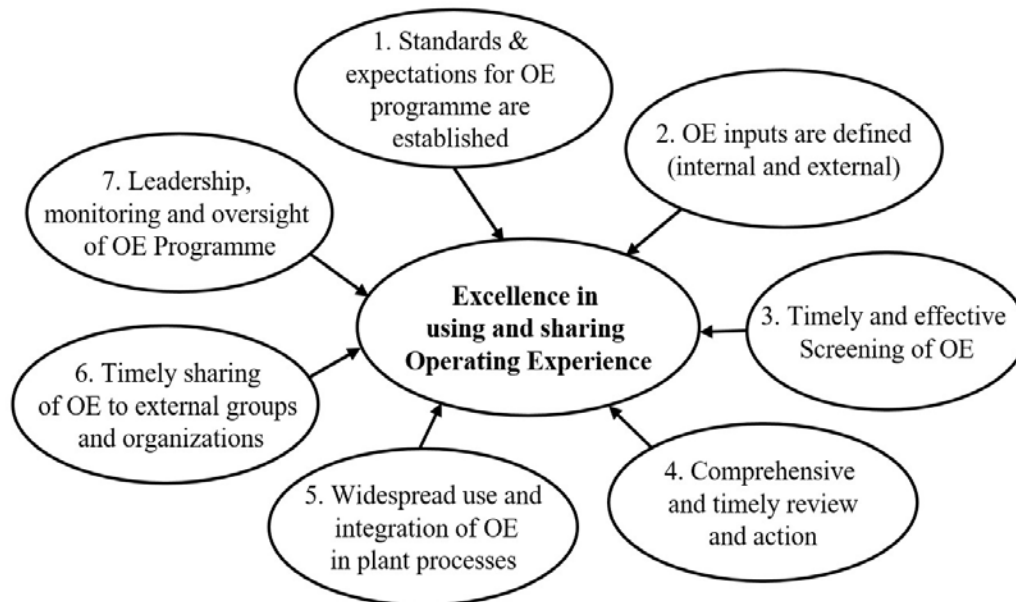 1. Standards &
expectations for OE
programme are
established
2. OE inputs are defined
(internal and external)
3. Timely and effective
Screening of OE
4. Comprehensive
and timely review
and action
5. Widespread use and
integration of OE
in plant processes
6. Timely sharing
of OE to external groups
and organizations
7. Leadership,
monitoring and oversight
of OE Programme
Excellence in
using and sharing
Operating Experience